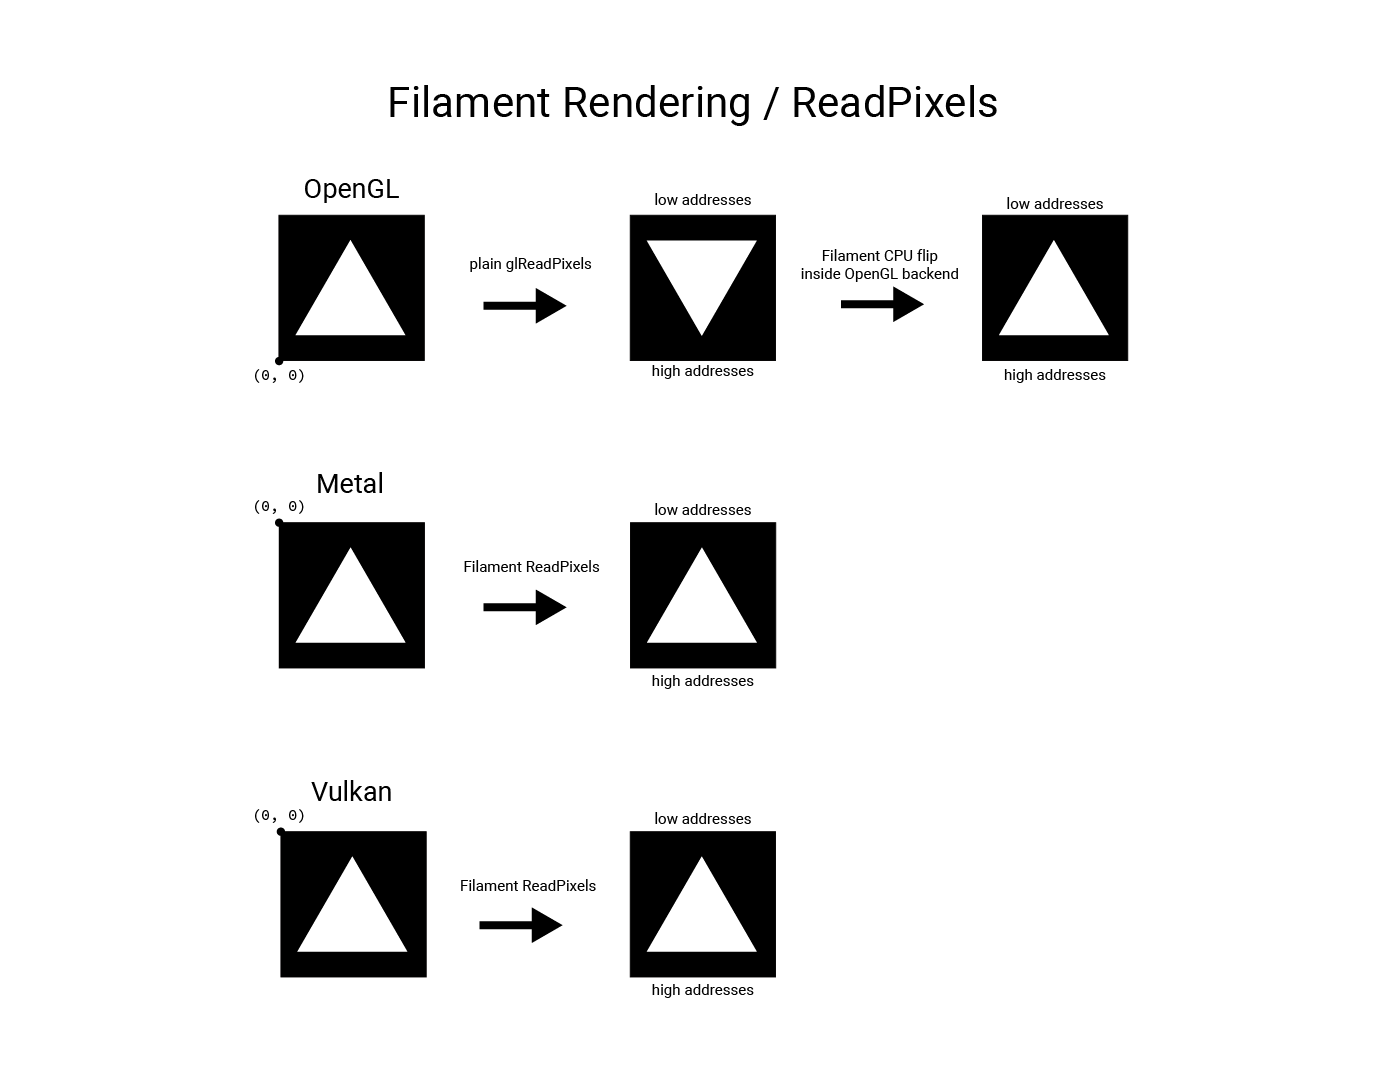 Filament Rendering / ReadPixels
OpenGL
low addresses
low addresses
plain glReadPixels
Filament CPU flip
inside OpenGL backend
(0, 0)
high addresses
high addresses
Metal
(0, 0)
low addresses
Filament ReadPixels
high addresses
Vulkan
(0, 0)
low addresses
Filament ReadPixels
high addresses